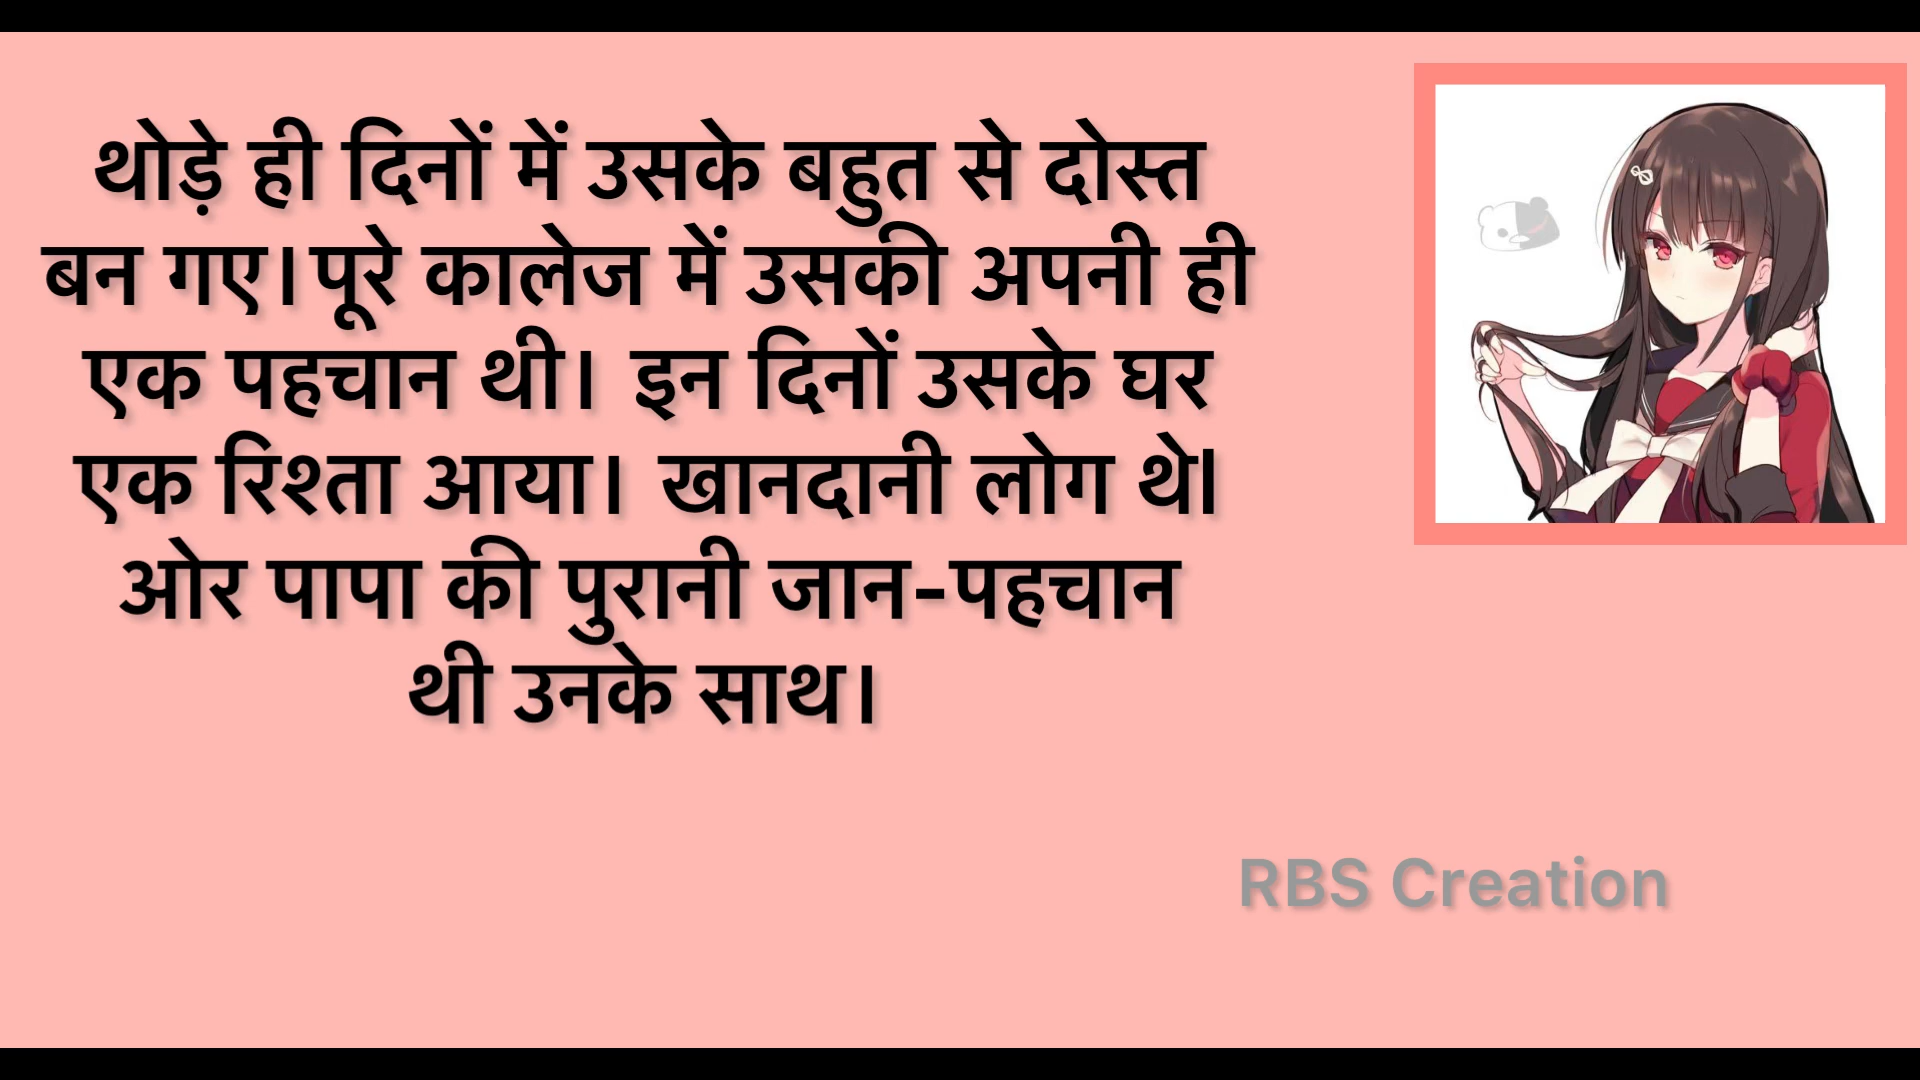 थोड़े ही दिनों में उसके बहुत से दोस्त
बन गए।पूरे कालेज में उसकी अपनी ही
एक पहचान थी। इन दिनों उसके घर
एक रिश्ता आया। खानदानी लोग थे।
ओर पापा की पुरानी जान-पहचान
थी उनके साथ।
RBS Creation